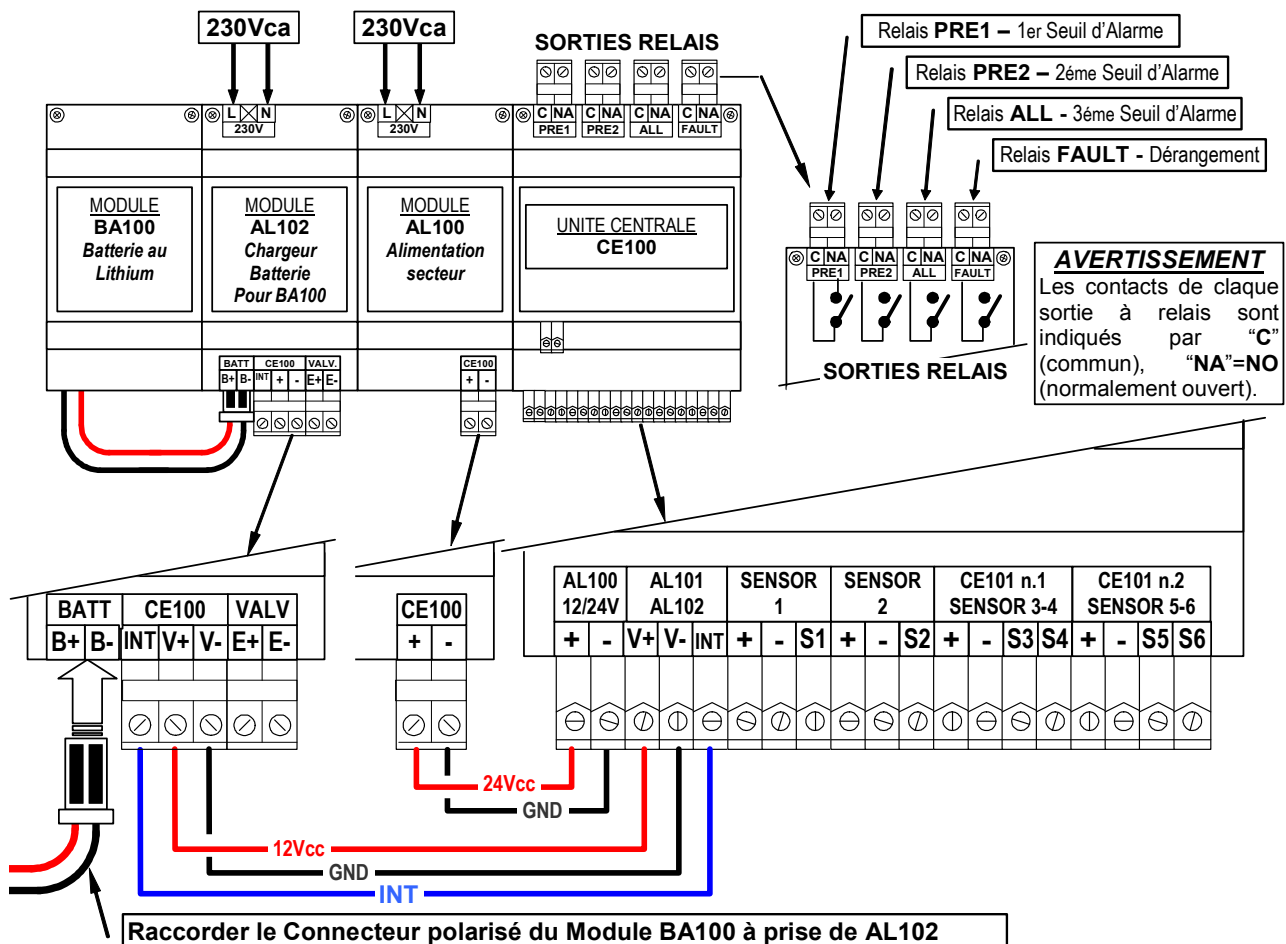 230Vca
230Vca
SORTIES RELAIS
Relais PRE1 – 1er Seuil d'Alarme
Relais PRE2 – 2éme Seuil d'Alarme
Relais ALL - 3éme Seuil d'Alarme
Relais FAULT - Dérangement
L N
230V
L N
230V
C NA C NA C NA C NA
PRE1 PRE2 ALL FAULT
MODULE
BA100
Batterie au
Lithium
MODULE
AL102
Chargeur
Batterie
Pour BA100
MODULE
AL100
Alimentation
secteur
UNITE CENTRALE
CE100
C NA C NA C NA C NA
PRE1 PRE2 ALL FAULT
SORTIES RELAIS
AVERTISSEMENT
Les contacts de claque
sortie à relais sont
indiqués par “C”
(commun), “NA”=NO
(normalement ouvert).
BATT CE100 VALV.
B+ B- INT + - E+ E-
CE100
+ -
BATT CE100 VALV
B+ B- INT V+ V- E+ E-
CE100
+ -
AL100 AL101 SENSOR SENSOR CE101 n.1 CE101 n.2
12/24V AL102 1 2 SENSOR 3-4 SENSOR 5-6
+ - V+ V- INT + - S1 + - S2 + - S3 S4 + - S5 S6
24Vcc
GND
12Vcc
GND
INT
Raccorder le Connecteur polarisé du Module BA100 à prise de AL102